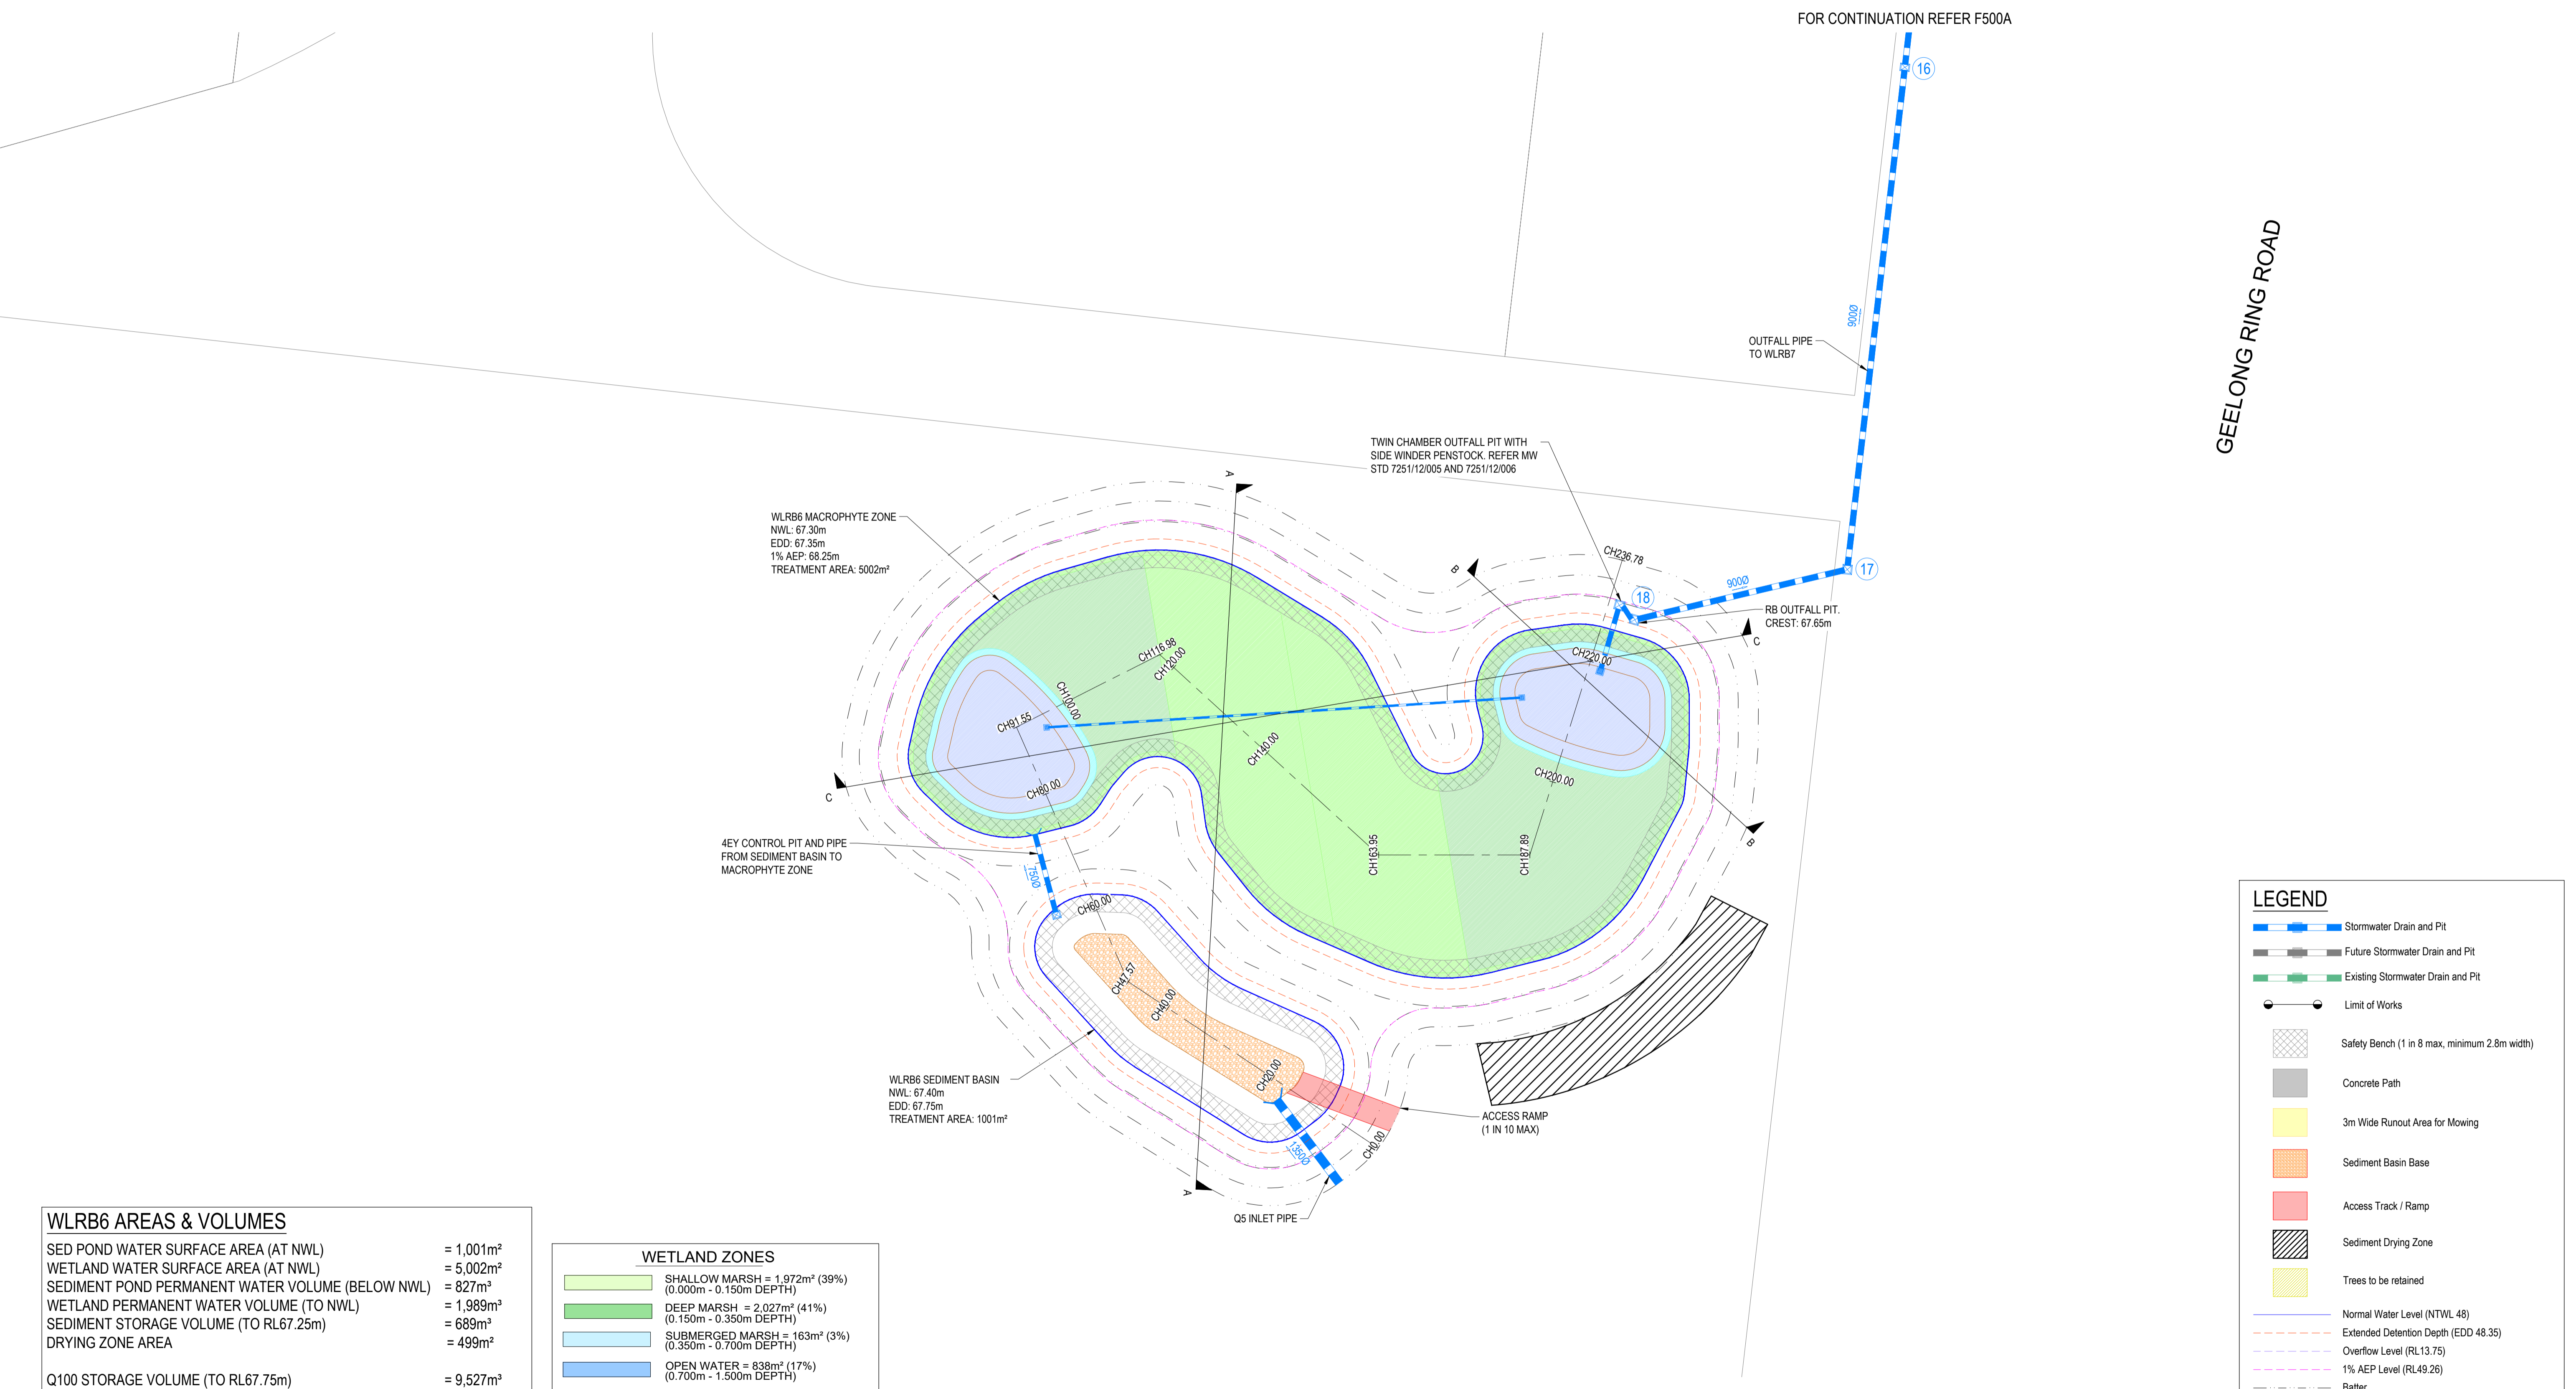 FOR CONTINUATION REFER F500A
16
900Ø
OUTFALL PIPE
TO WLRB7
GEELONG RING ROAD
TWIN CHAMBER OUTFALL PIT WITH
SIDE WINDER PENSTOCK. REFER MW
STD 7251/12/005 AND 7251/12/006
A
WLRB6 MACROPHYTE ZONE
NWL: 67.30m
EDD: 67.35m
1% AEP: 68.25m
TREATMENT AREA: 5002m²
B
CH236.78
17
900Ø
18
RB OUTFALL PIT.
CREST: 67.65m
C
CH116.98
CH120.00
CH220.00
CH100.00
CH91.55
CH140.00
CH200.00
CH80.00
C
4EY CONTROL PIT AND PIPE
FROM SEDIMENT BASIN TO
MACROPHYTE ZONE
CH163.95
CH187.89
B
750Ø
CH60.00
CH47.57
CH40.00
CH20.00
WLRB6 SEDIMENT BASIN
NWL: 67.40m
EDD: 67.75m
TREATMENT AREA: 1001m²
ACCESS RAMP
(1 IN 10 MAX)
CH0.00
1350Ø
A
Q5 INLET PIPE
WLRB6 AREAS & VOLUMES
SED POND WATER SURFACE AREA (AT NWL) = 1,001m²
WETLAND WATER SURFACE AREA (AT NWL) = 5,002m²
SEDIMENT POND PERMANENT WATER VOLUME (BELOW NWL) = 827m³
WETLAND PERMANENT WATER VOLUME (TO NWL) = 1,989m³
SEDIMENT STORAGE VOLUME (TO RL67.25m) = 689m³
DRYING ZONE AREA = 499m²
Q100 STORAGE VOLUME (TO RL67.75m) = 9,527m³
WETLAND ZONES
SHALLOW MARSH = 1,972m² (39%)
(0.000m - 0.150m DEPTH)
DEEP MARSH = 2,027m² (41%)
(0.150m - 0.350m DEPTH)
SUBMERGED MARSH = 163m² (3%)
(0.350m - 0.700m DEPTH)
OPEN WATER = 838m² (17%)
(0.700m - 1.500m DEPTH)
LEGEND
Stormwater Drain and Pit
Future Stormwater Drain and Pit
Existing Stormwater Drain and Pit
Limit of Works
Safety Bench (1 in 8 max, minimum 2.8m width)
Concrete Path
3m Wide Runout Area for Mowing
Sediment Basin Base
Access Track / Ramp
Sediment Drying Zone
Trees to be retained
Normal Water Level (NTWL 48)
Extended Detention Depth (EDD 48.35)
Overflow Level (RL13.75)
1% AEP Level (RL49.26)
Batter